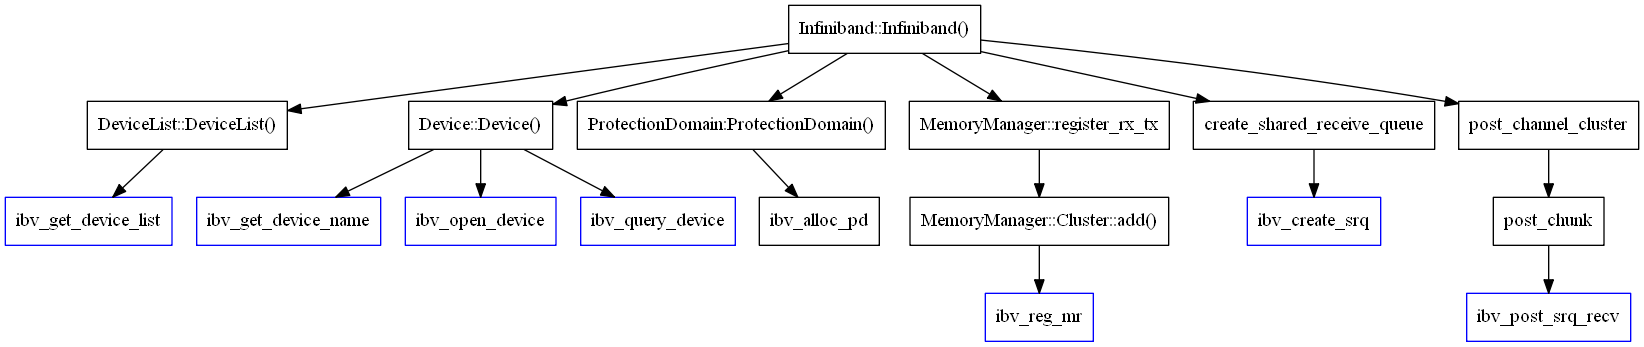 Infiniband::Infiniband()
DeviceList::DeviceList()
Device::Device()
ProtectionDomain:ProtectionDomain()
MemoryManager::register_rx_tx
create_shared_receive_queue
post_channel_cluster
ibv_get_device_list
ibv_get_device_name
ibv_open_device
ibv_query_device
ibv_alloc_pd
MemoryManager::Cluster::add()
ibv_create_srq
post_chunk
ibv_reg_mr
ibv_post_srq_recv